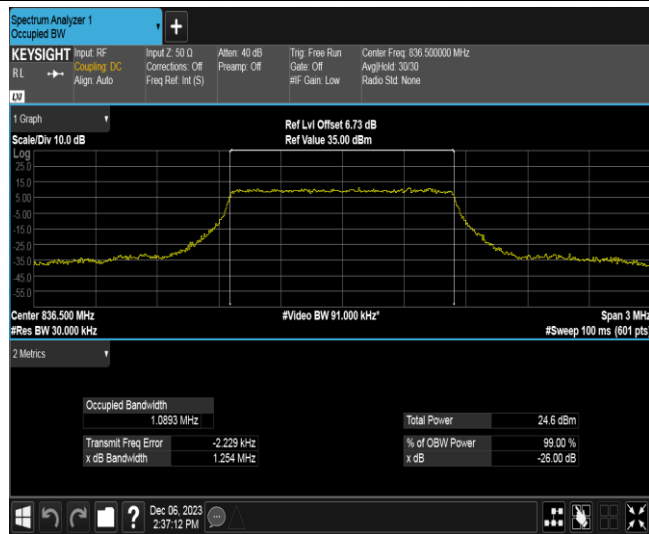 Spectrum Analyzer 1
Occupied BW
+
KEYSIGHT
RL
Input: RF
Coupling: DC
Align: Auto
Input Z: 50 Ω
Corrections: Off
Freq Ref: Int (S)
Atten: 40 dB
Preamp: Off
Trig: Free Run
Gate: Off
#IF Gain: Low
Center Freq: 836.500000 MHz
Avg|Hold: 30/30
Radio Std: None
LXI
1 Graph
Scale/Div 10.0 dB
Ref Lvl Offset 6.73 dB
Ref Value 35.00 dBm
Log
25.0
15.0
5.00
-5.00
-15.0
-25.0
-35.0
-45.0
-55.0
Center 836.500 MHz
#Res BW 30.000 kHz
#Video BW 91.000 kHz*
Span 3 MHz
#Sweep 100 ms (601 pts)
2 Metrics
Occupied Bandwidth
1.0893 MHz
Transmit Freq Error -2.229 kHz
x dB Bandwidth 1.254 MHz
Total Power 24.6 dBm
% of OBW Power 99.00 %
x dB -26.00 dB
?
Dec 06, 2023
2:37:12 PM